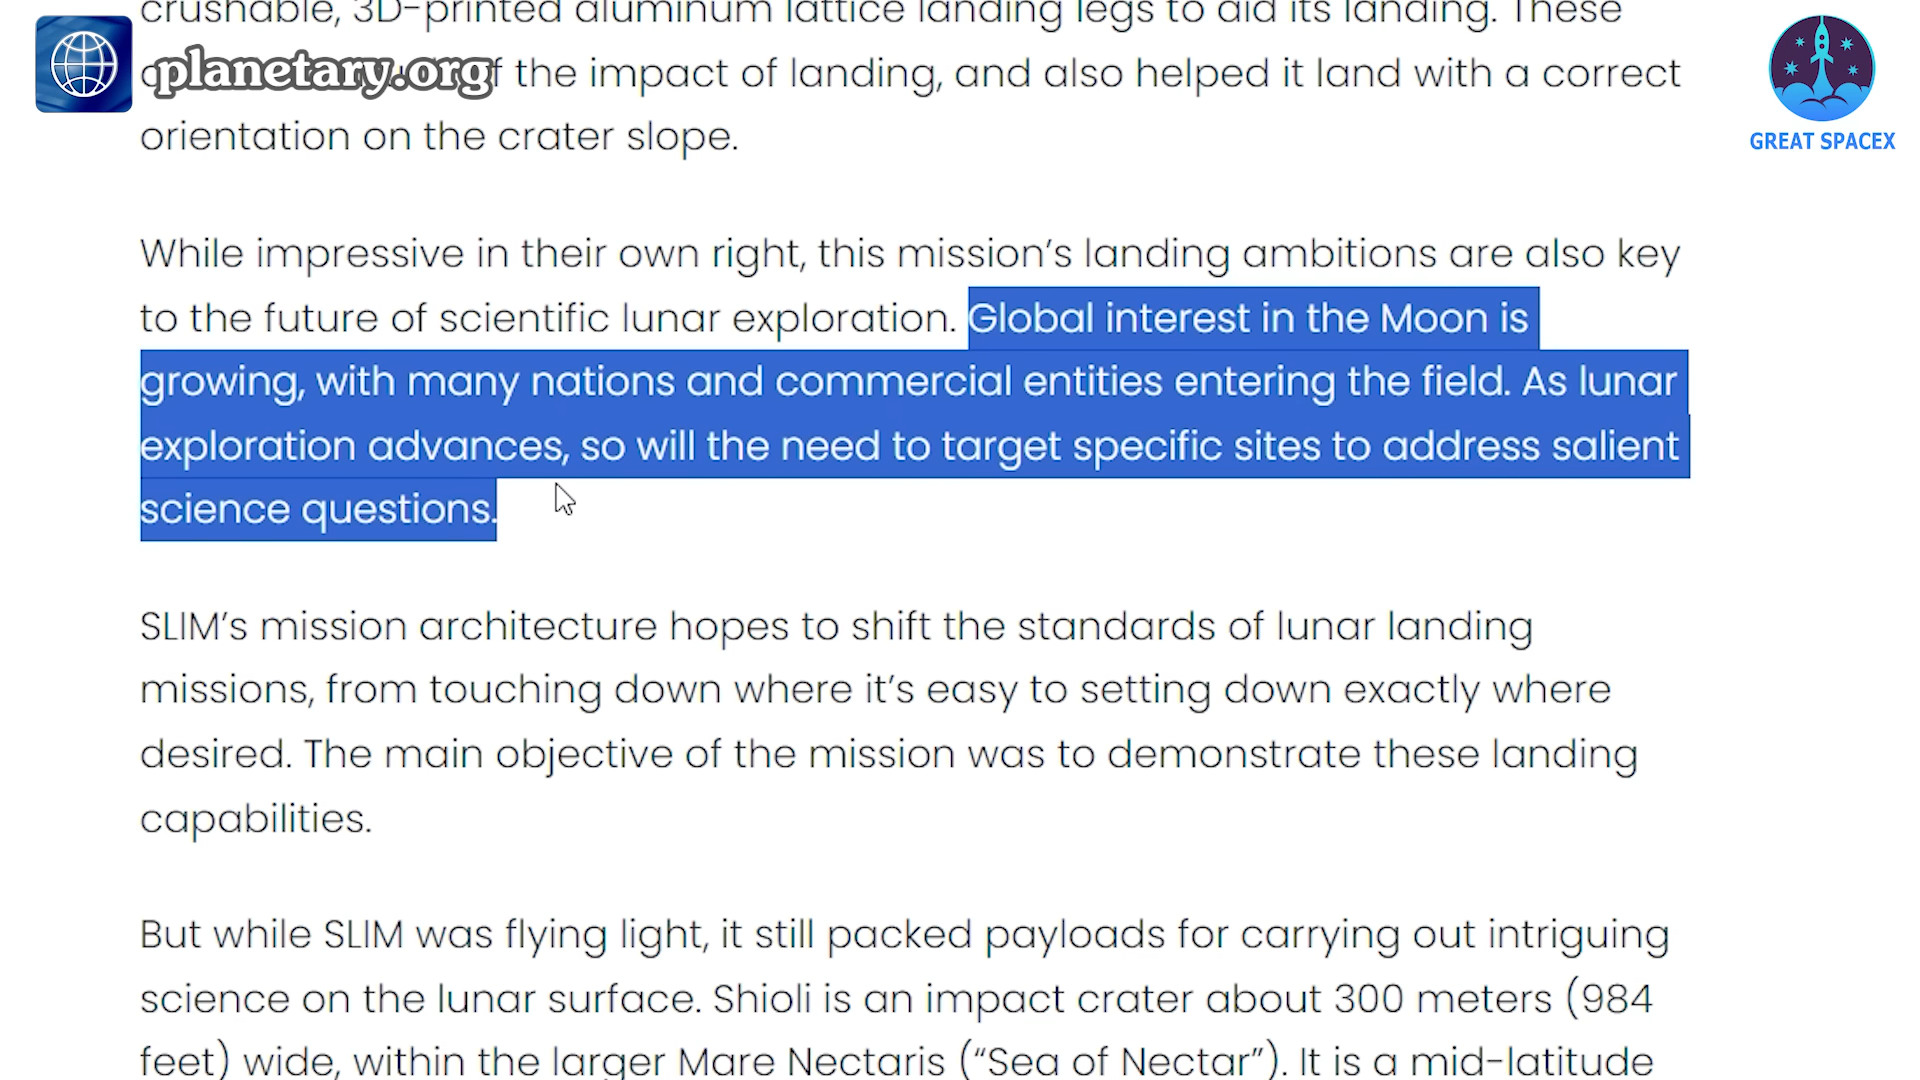 crushable, 3D-printed aluminum lattice landing legs to aid its landing. These
planetary.org
the impact of landing, and also helped it land with a correct
orientation on the crater slope.
GREAT SPACEX
While impressive in their own right, this mission’s landing ambitions are also key
to the future of scientific lunar exploration. Global interest in the Moon is
growing, with many nations and commercial entities entering the field. As lunar
exploration advances, so will the need to target specific sites to address salient
science questions.
SLIM’s mission architecture hopes to shift the standards of lunar landing
missions, from touching down where it’s easy to setting down exactly where
desired. The main objective of the mission was to demonstrate these landing
capabilities.
But while SLIM was flying light, it still packed payloads for carrying out intriguing
science on the lunar surface. Shioli is an impact crater about 300 meters (984
feet) wide, within the larger Mare Nectaris (“Sea of Nectar”). It is a mid-latitude